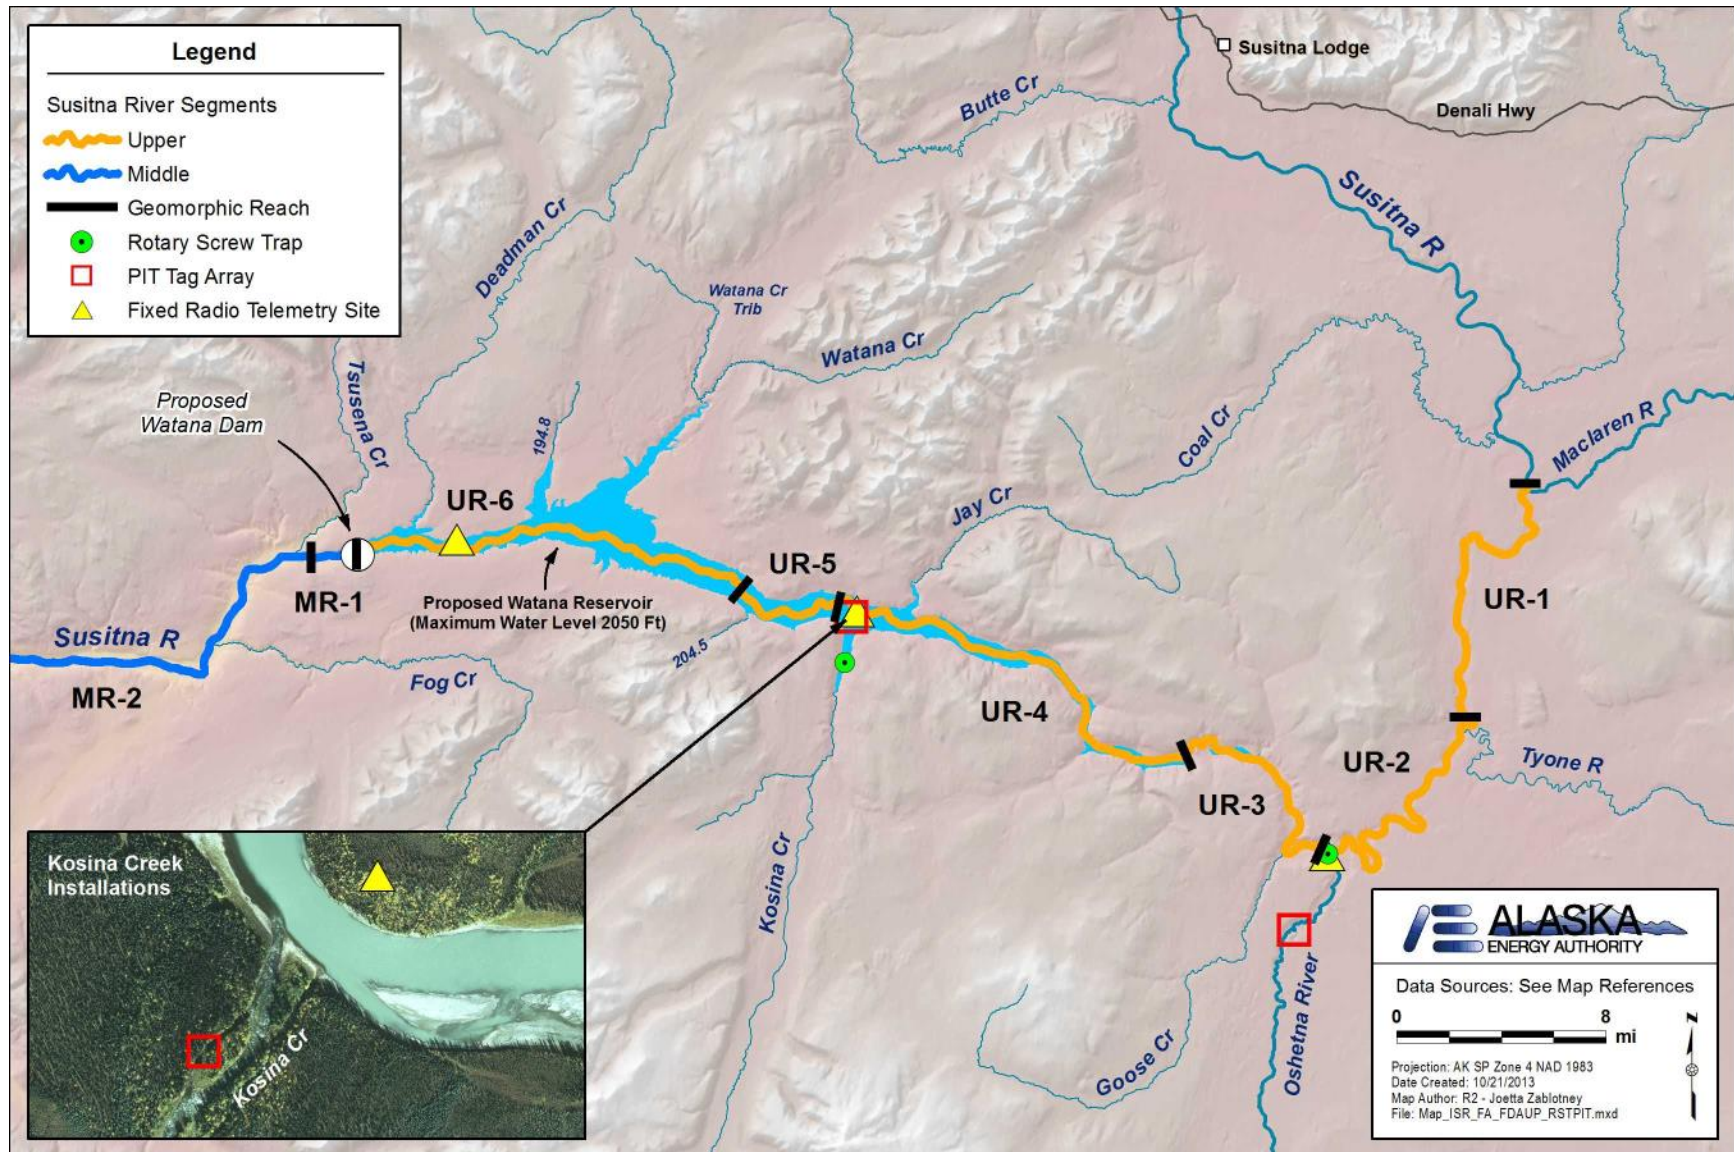 Legend
Susitna River Segments
Upper
Middle
Geomorphic Reach
Rotary Screw Trap
PIT Tag Array
Fixed Radio Telemetry Site
Susitna Lodge
Denali Hwy
Butte Cr
Susitna R
Deadman Cr
Watana Cr
Trib
Watana Cr
Tsusena Cr
Proposed
Watana Dam
194.8
Coal Cr
Maclaren R
UR-6
Jay Cr
UR-5
MR-1
Proposed Watana Reservoir
(Maximum Water Level 2050 Ft)
UR-1
Susitna R
204.5
Fog Cr
MR-2
UR-4
UR-2
Tyone R
UR-3
Kosina Cr
Goose Cr
Oshetna River
Kosina Creek
Installations
Kosina Cr
ALASKA
ENERGY AUTHORITY
Data Sources: See Map References
0 8
mi
N
Projection: AK SP Zone 4 NAD 1983
Date Created: 10/21/2013
Map Author: R2 - Joetta Zablotney
File: Map_ISR_FA_FDAUP_RSTPIT.mxd